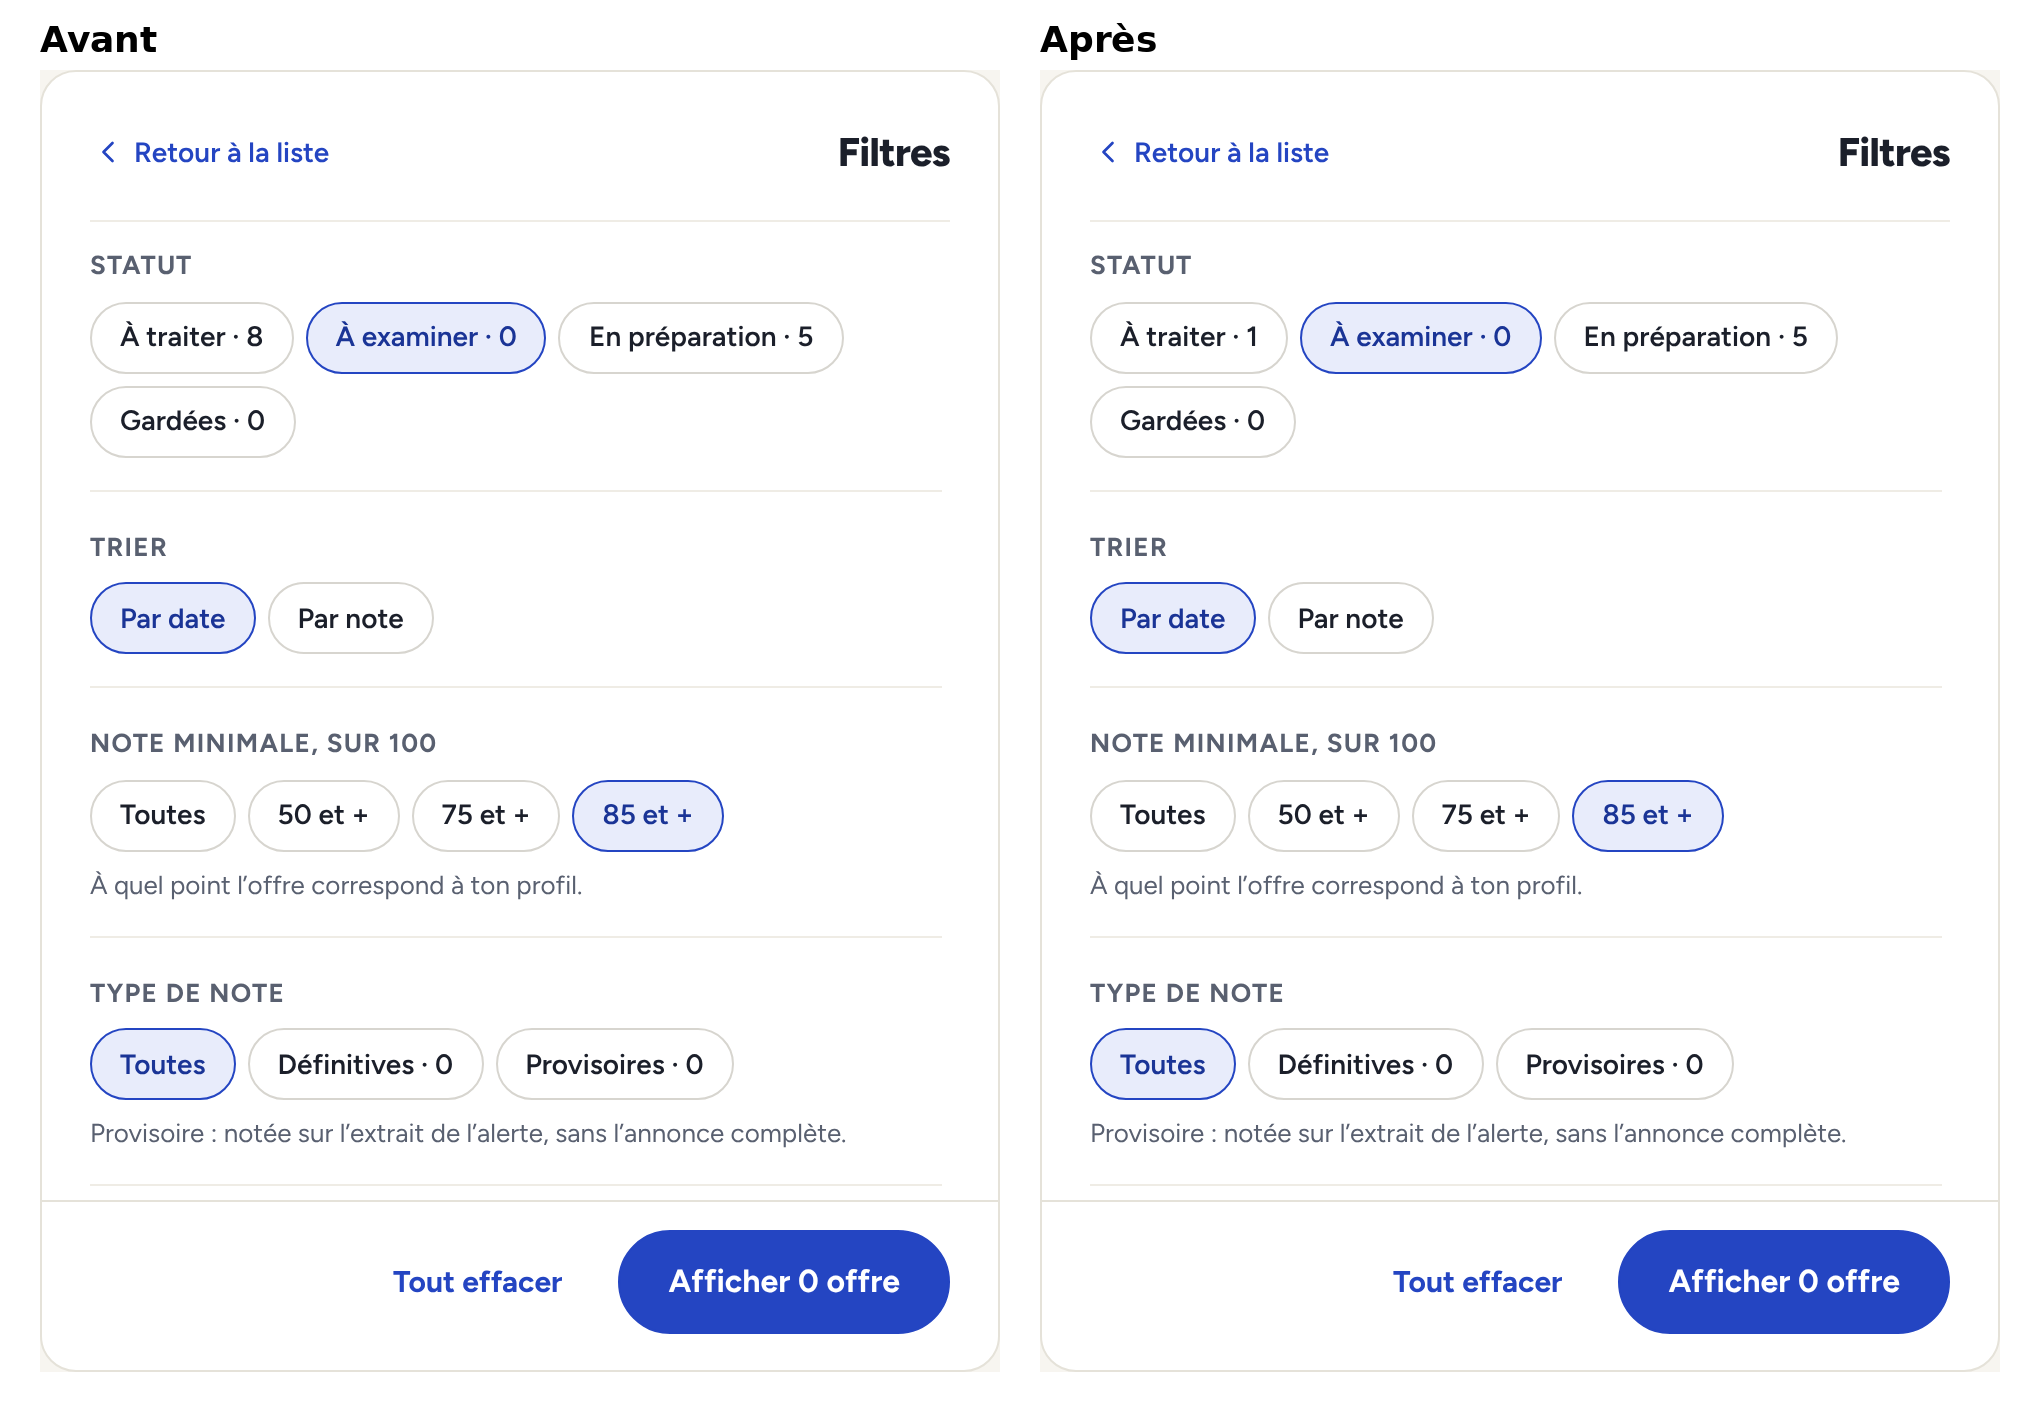 Avant
Retour à la liste
Filtres
STATUT
À traiter · 8
À examiner · 0
En préparation · 5
Gardées · 0
TRIER
Par date
Par note
NOTE MINIMALE, SUR 100
Toutes
50 et +
75 et +
85 et +
À quel point l’offre correspond à ton profil.
TYPE DE NOTE
Toutes
Définitives · 0
Provisoires · 0
Provisoire : notée sur l’extrait de l’alerte, sans l’annonce complète.
Tout effacer
Afficher 0 offre
Après
Retour à la liste
Filtres
STATUT
À traiter · 1
À examiner · 0
En préparation · 5
Gardées · 0
TRIER
Par date
Par note
NOTE MINIMALE, SUR 100
Toutes
50 et +
75 et +
85 et +
À quel point l’offre correspond à ton profil.
TYPE DE NOTE
Toutes
Définitives · 0
Provisoires · 0
Provisoire : notée sur l’extrait de l’alerte, sans l’annonce complète.
Tout effacer
Afficher 0 offre